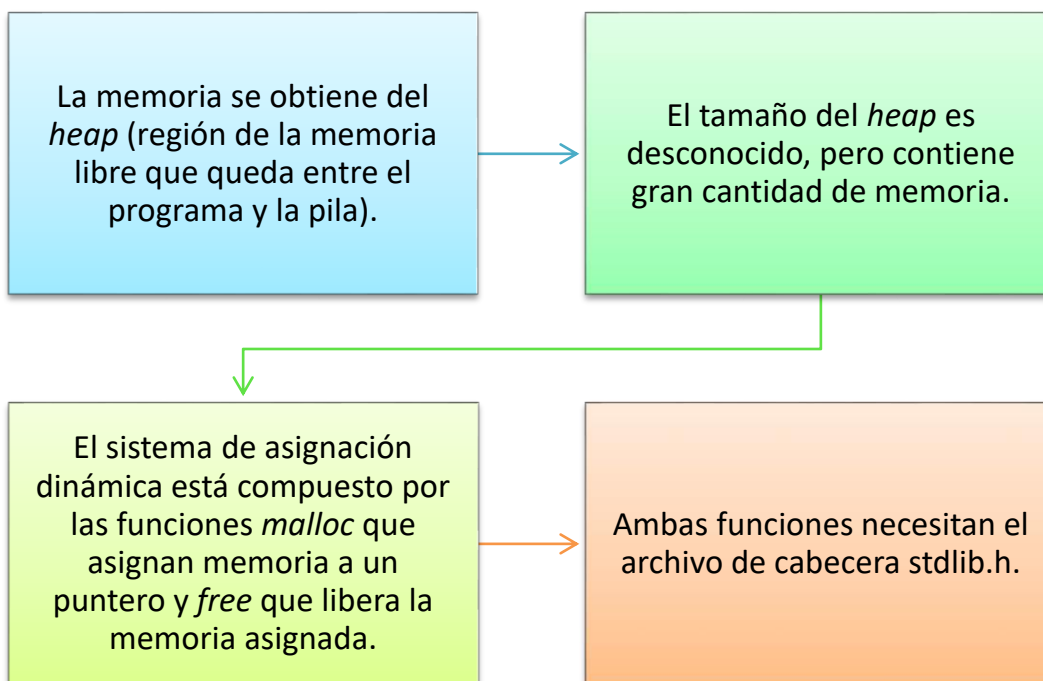 La memoria se obtiene del
heap (región de la memoria
libre que queda entre el
programa y la pila).
El tamaño del heap es
desconocido, pero contiene
gran cantidad de memoria.
El sistema de asignación
dinámica está compuesto por
las funciones malloc que
asignan memoria a un
puntero y free que libera la
memoria asignada.
Ambas funciones necesitan el
archivo de cabecera stdlib.h.